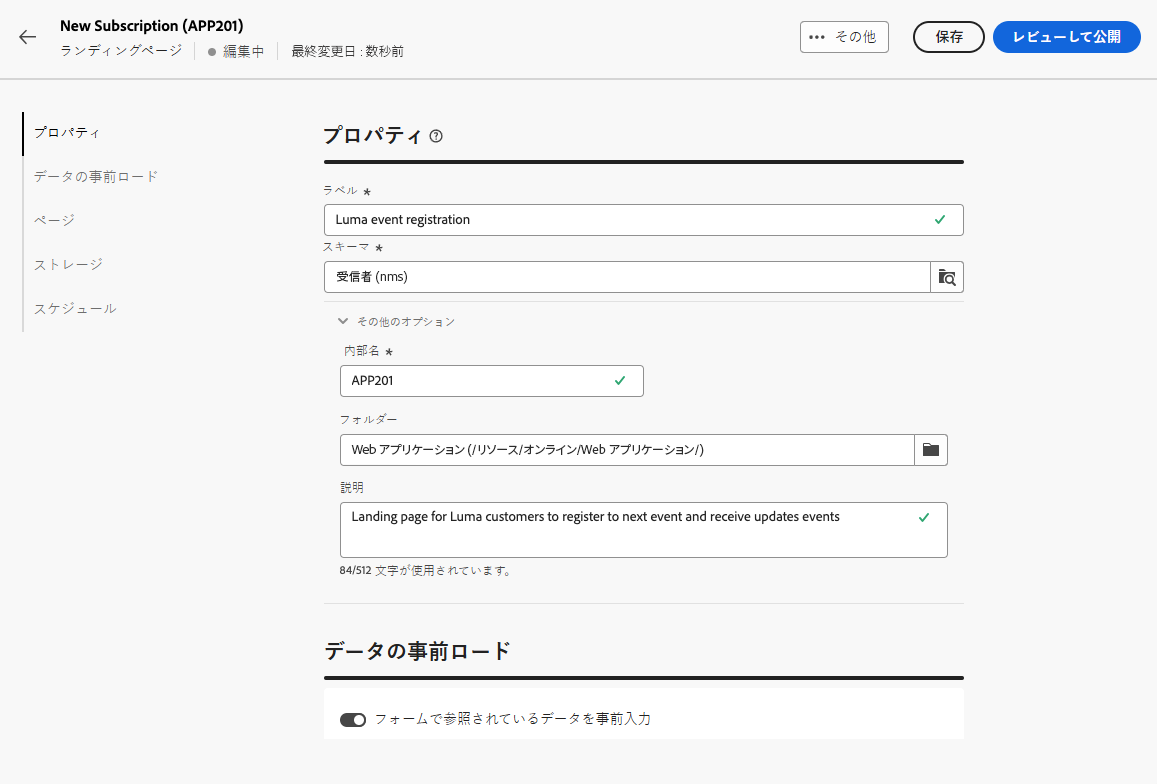 New Subscription (APP201)
ランディングページ 編集中 最終変更日 : 数秒前
その他
保存
レビューして公開
プロパティ
データの事前ロード
ページ
ストレージ
スケジュール
プロパティ
ラベル *
Luma event registration
スキーマ *
受信者 (nms)
その他のオプション
内部名 *
APP201
フォルダー
Web アプリケーション (/リソース/オンライン/Web アプリケーション/)
説明
Landing page for Luma customers to register to next event and receive updates events
84/512 文字が使用されています。
データの事前ロード
フォームで参照されているデータを事前入力